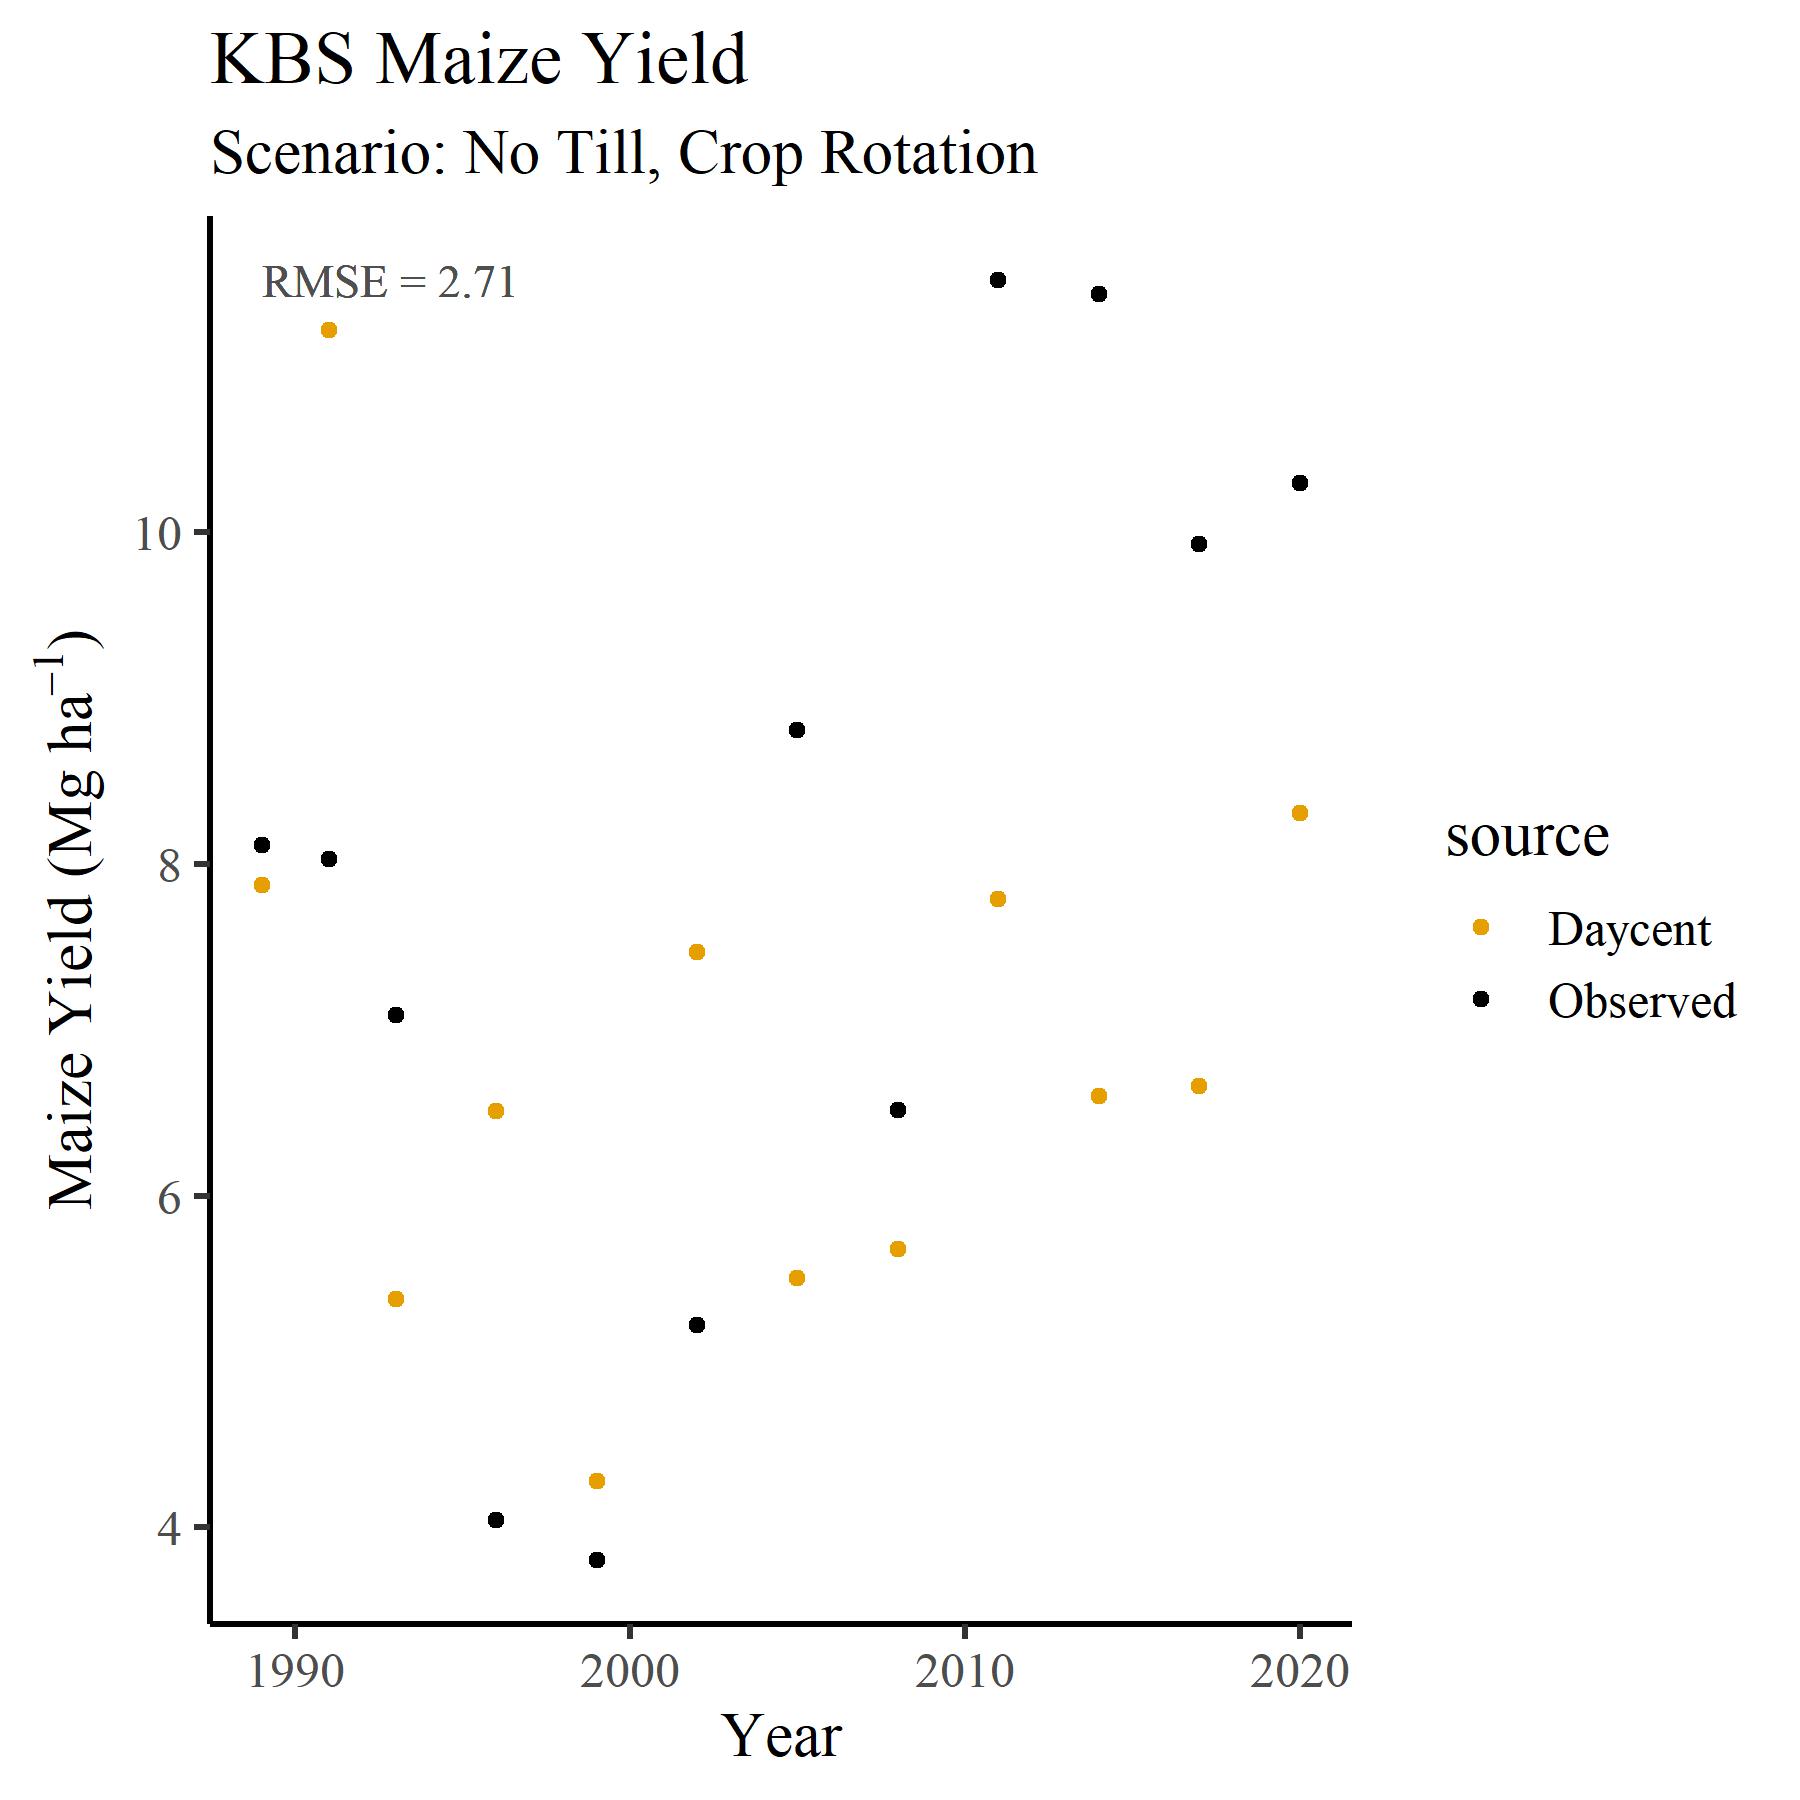 KBS Maize Yield
Scenario: No Till, Crop Rotation
RMSE = 2.71
10
8
6
4
Maize Yield (Mg ha⁻¹)
1990 2000 2010 2020
Year
source
Daycent
Observed